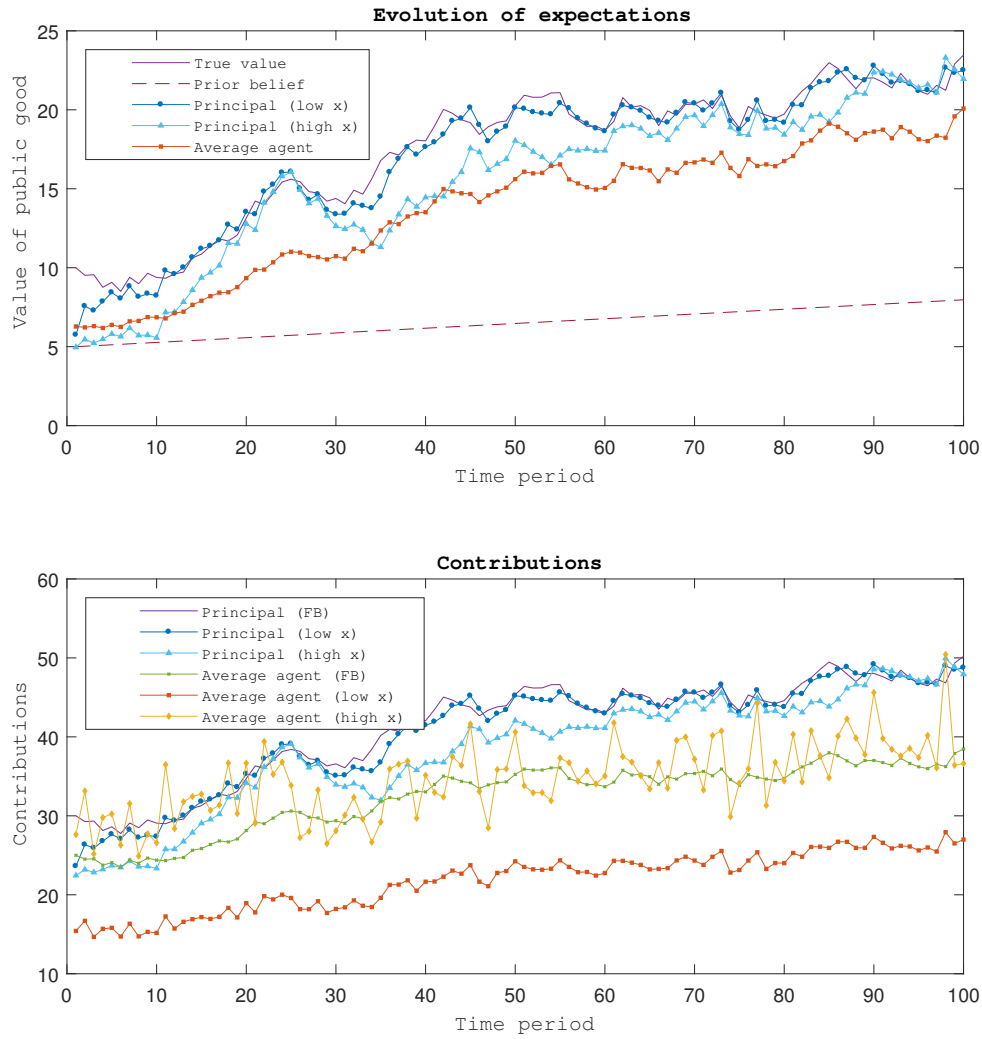 Evolution of expectations
25
20
15
10
5
0
Value of public good
True value
Prior belief
Principal (low x)
Principal (high x)
Average agent
0 10 20 30 40 50 60 70 80 90 100
Time period
Contributions
60
50
40
30
20
10
Contributions
Principal (FB)
Principal (low x)
Principal (high x)
Average agent (FB)
Average agent (low x)
Average agent (high x)
0 10 20 30 40 50 60 70 80 90 100
Time period